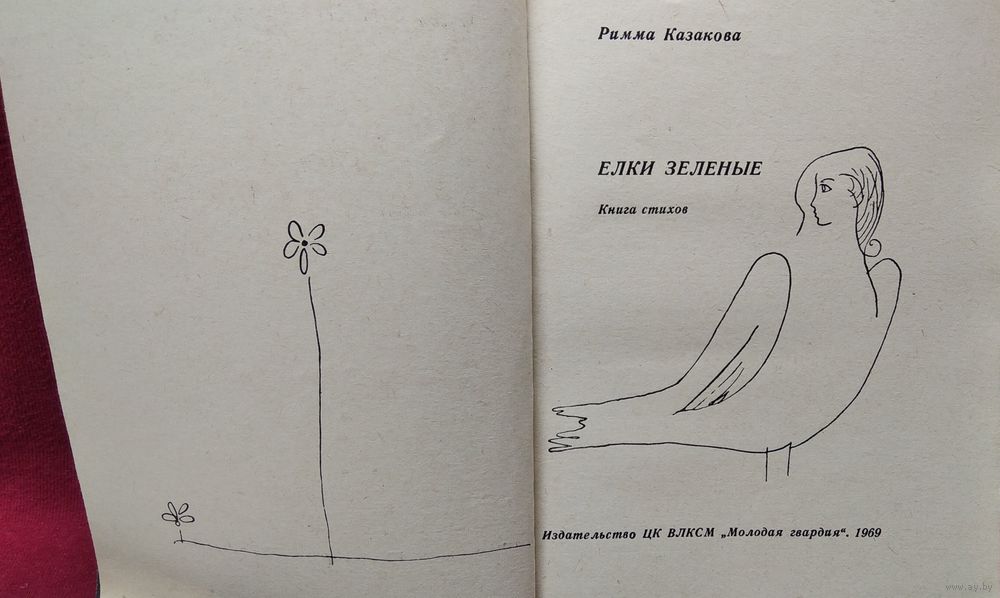 Римма Казакова
ЕЛКИ ЗЕЛЕНЫЕ
Книга стихов
Издательство ЦК ВЛКСМ „Молодая гвардия“. 1969
www.ay.by